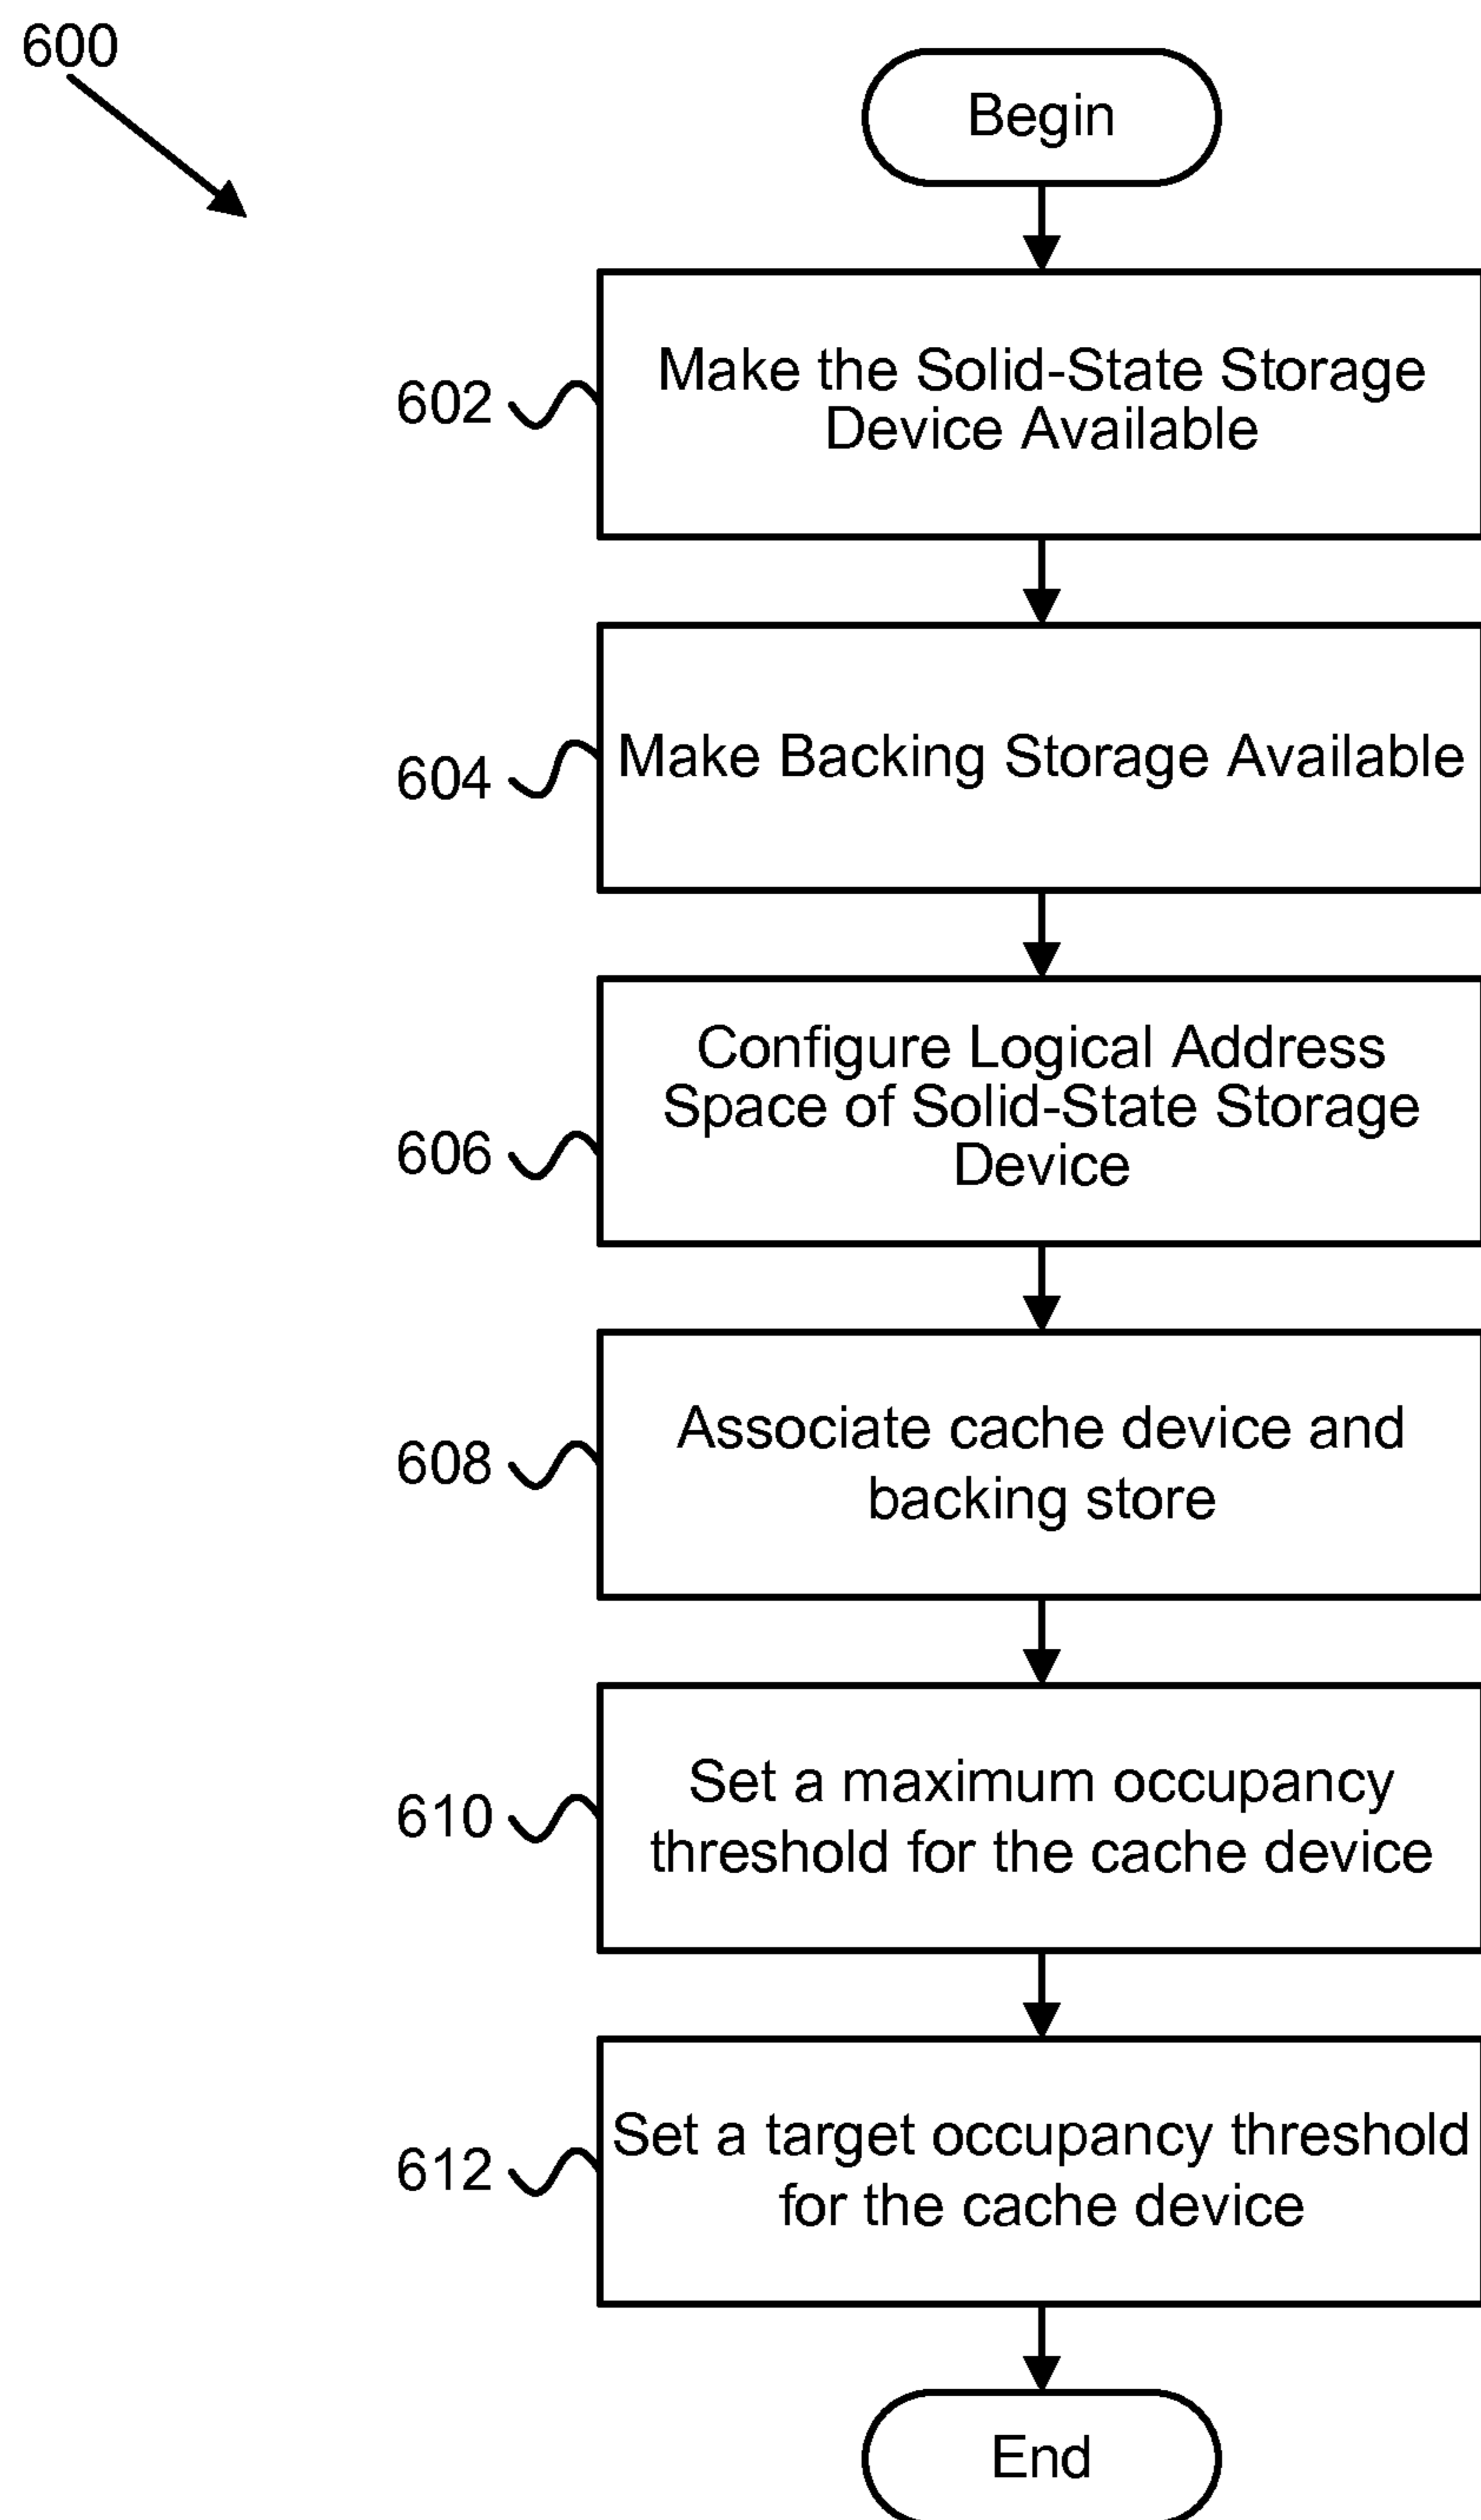 600
Begin
602
Make the Solid-State Storage
Device Available
604
Make Backing Storage Available
606
Configure Logical Address
Space of Solid-State Storage
Device
608
Associate cache device and
backing store
610
Set a maximum occupancy
threshold for the cache device
612
Set a target occupancy threshold
for the cache device
End